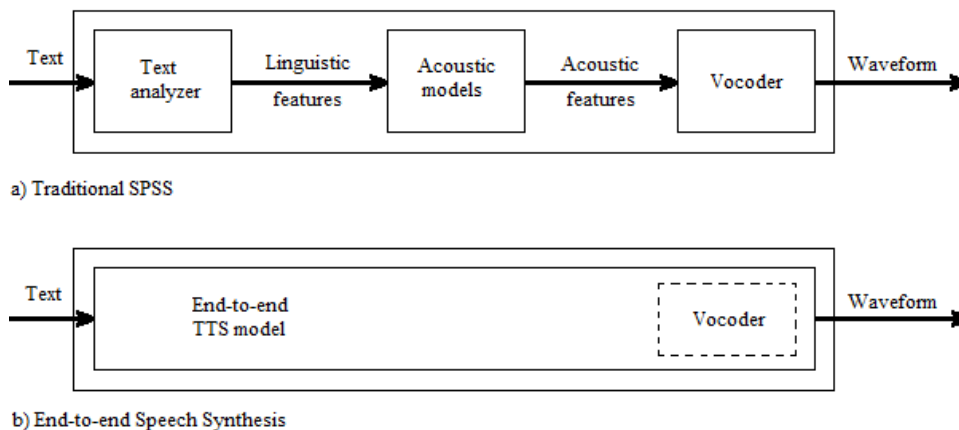 Text
Text
analyzer
Linguistic
features
Acoustic
models
Acoustic
features
Vocoder
Waveform
a) Traditional SPSS
Text
End-to-end
TTS model
Vocoder
Waveform
b) End-to-end Speech Synthesis